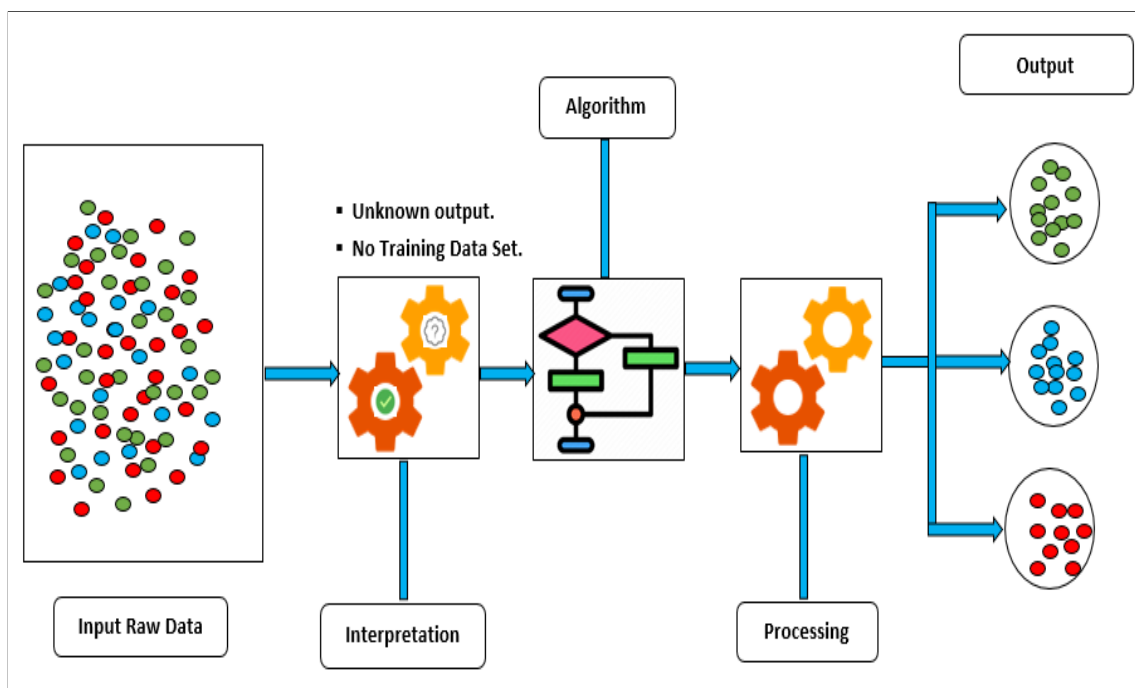 Output
Algorithm
▪ Unknown output.
▪ No Training Data Set.
?
Input Raw Data
Interpretation
Processing